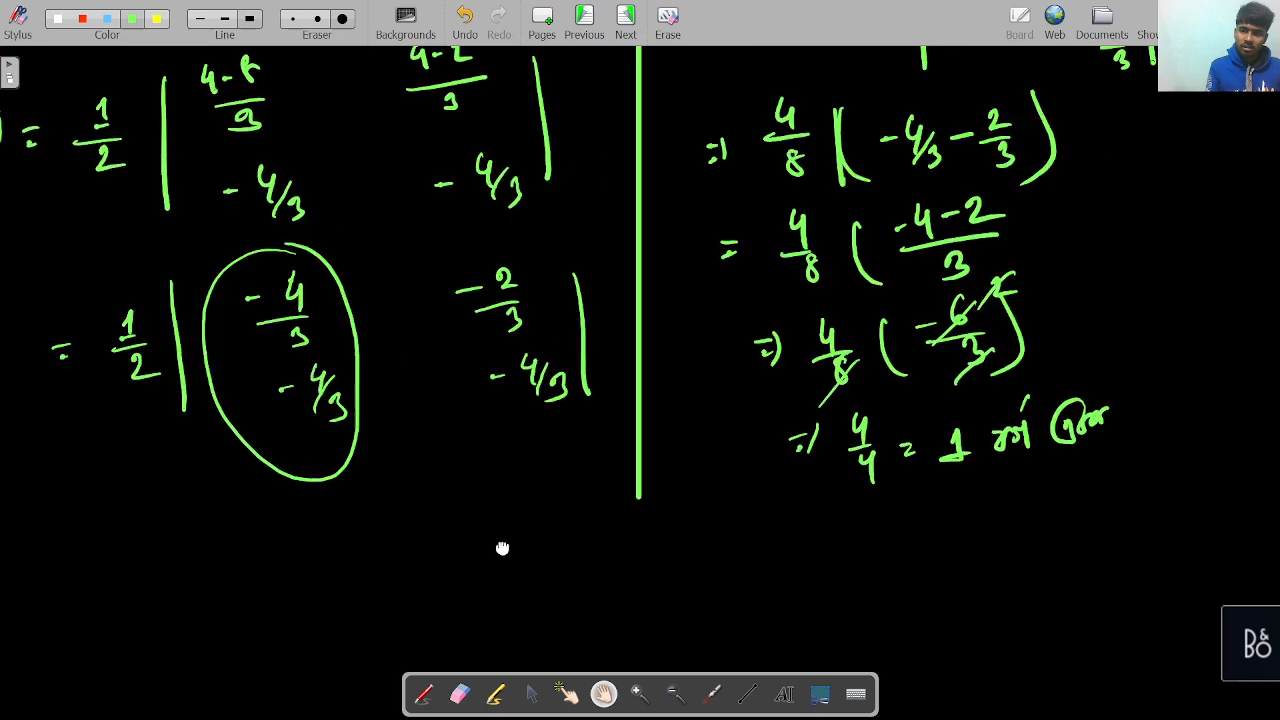 Stylus
Color
Line
Eraser
Backgrounds
Undo
Redo
Pages
Previous
Next
Erase
Board
Web
Documents
= 1/2 | (4-8)/3 (4-2)/3 |
-4/3 -4/3
= 1/2 | -4/3 -2/3 |
-4/3 -4/3
3
=> 4/8 ( -4/3 - 2/3 )
= 4/8 ( (-4-2)/3
=> 4/8 ( -6/3 ) 2
=> 4/4 = 1
B&O